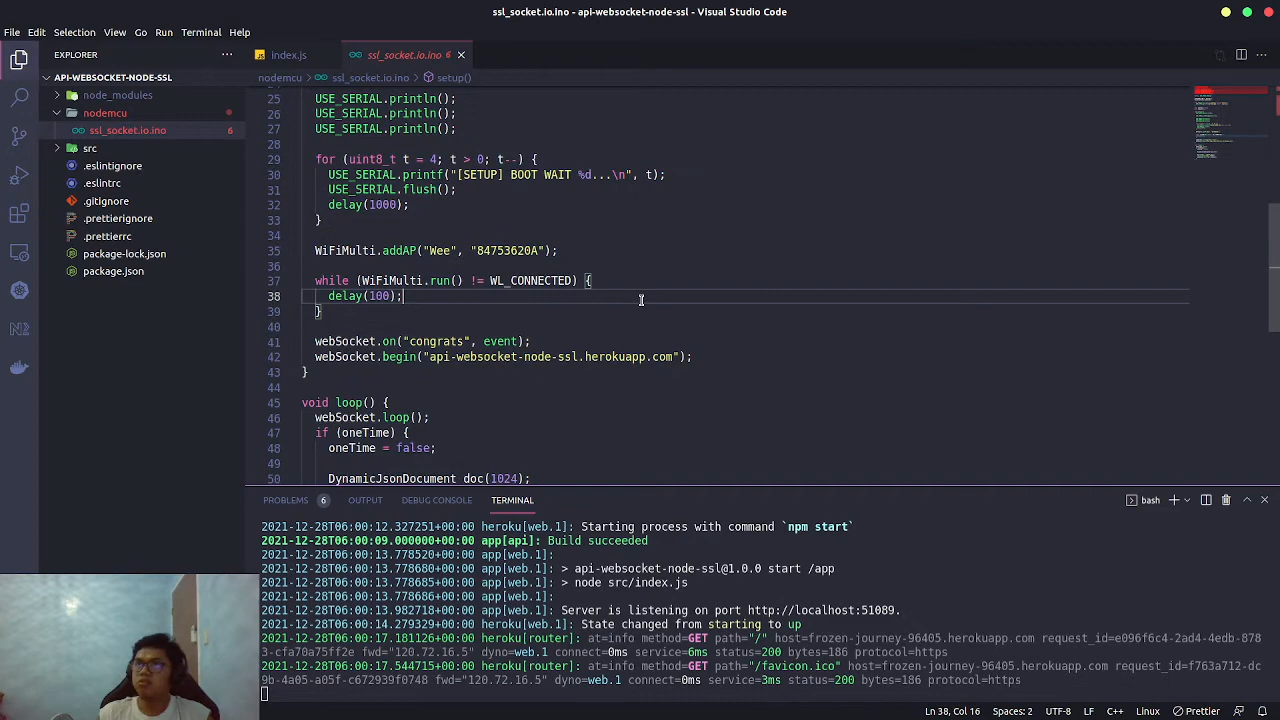 ssl_socket.io.ino - api-websocket-node-ssl - Visual Studio Code
File Edit Selection View Go Run Terminal Help
EXPLORER
API-WEBSOCKET-NODE-SSL
node_modules
nodemcu
ssl_socket.io.ino 6
src
.eslintignore
.eslintrc
.gitignore
.prettierignore
.prettierrc
package-lock.json
package.json
JS index.js
ssl_socket.io.ino 6
nodemcu > ssl_socket.io.ino > setup()
25 USE_SERIAL.println();
26 USE_SERIAL.println();
27 USE_SERIAL.println();
28
29 for (uint8_t t = 4; t > 0; t--) {
30 USE_SERIAL.printf("[SETUP] BOOT WAIT %d...\n", t);
31 USE_SERIAL.flush();
32 delay(1000);
33 }
34
35 WiFiMulti.addAP("Wee", "84753620A");
36
37 while (WiFiMulti.run() != WL_CONNECTED) {
38 delay(100);
39 }
40
41 webSocket.on("congrats", event);
42 webSocket.begin("api-websocket-node-ssl.herokuapp.com");
43 }
44
45 void loop() {
46 webSocket.loop();
47 if (oneTime) {
48 oneTime = false;
49
50 DynamicJsonDocument doc(1024);
PROBLEMS 6 OUTPUT DEBUG CONSOLE TERMINAL
bash
2021-12-28T06:00:12.327251+00:00 heroku[web.1]: Starting process with command `npm start`
2021-12-28T06:00:09.000000+00:00 app[api]: Build succeeded
2021-12-28T06:00:13.778520+00:00 app[web.1]:
2021-12-28T06:00:13.778685+00:00 app[web.1]: > api-websocket-node-ssl@1.0.0 start /app
2021-12-28T06:00:13.778686+00:00 app[web.1]: > node src/index.js
2021-12-28T06:00:13.778686+00:00 app[web.1]:
2021-12-28T06:00:13.982718+00:00 app[web.1]: Server is listening on port http://localhost:51089.
2021-12-28T06:00:14.279329+00:00 heroku[web.1]: State changed from starting to up
2021-12-28T06:00:17.181126+00:00 heroku[router]: at=info method=GET path="/" host=frozen-journey-96405.herokuapp.com request_id=e096f6c4-2ad4-4edb-878
3-cfa70a75ff2e fwd="120.72.16.5" dyno=web.1 connect=0ms service=6ms status=200 bytes=186 protocol=https
2021-12-28T06:00:17.544715+00:00 heroku[router]: at=info method=GET path="/favicon.ico" host=frozen-journey-96405.herokuapp.com request_id=f763a712-dc
9b-4a05-a05f-c672939f0748 fwd="120.72.16.5" dyno=web.1 connect=0ms service=3ms status=200 bytes=186 protocol=https
Ln 38, Col 16 Spaces: 2 UTF-8 LF C++ Linux Prettier